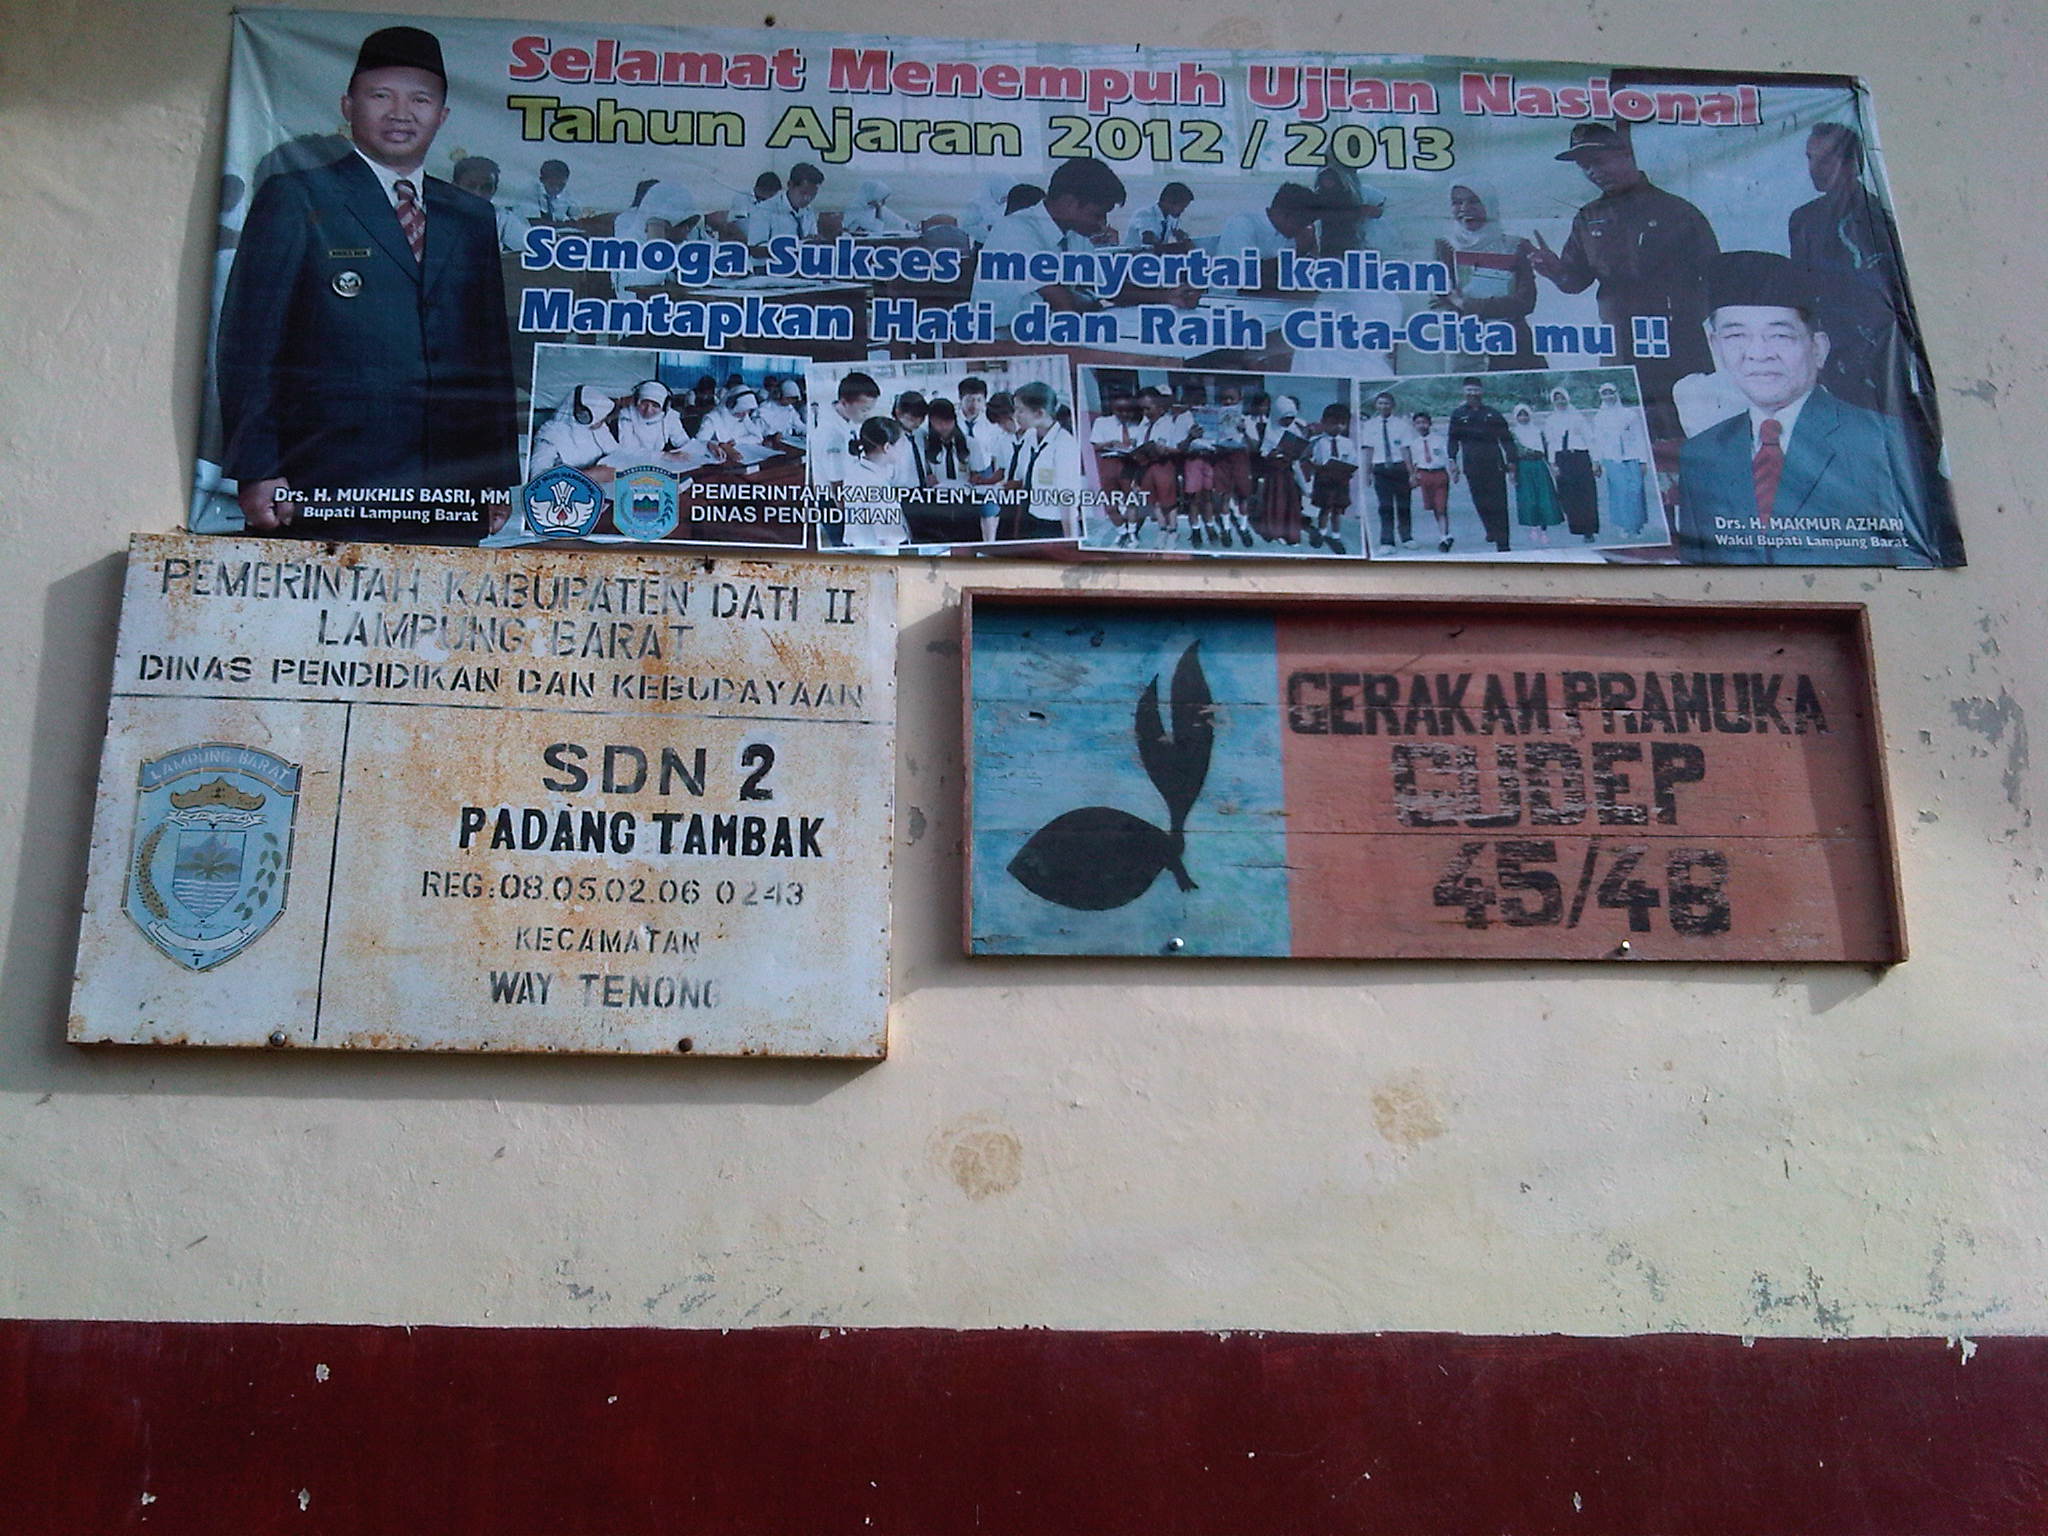 Selamat Menempuh Ujian Nasional
Tahun Ajaran 2012 / 2013
Semoga Sukses menyertai kalian
Mantapkan Hati dan Raih Cita-Cita mu !!
Drs. H. MUKHLIS BASRI, MM
Bupati Lampung Barat
PEMERINTAH KABUPATEN LAMPUNG BARAT
DINAS PENDIDIKIAN
Drs. H. MAKMUR AZHARI
Wakil Bupati Lampung Barat
PEMERINTAH KABUPATEN DATI II
LAMPUNG BARAT
DINAS PENDIDIKAN DAN KEBUDAYAAN
LAMPUNG BARAT
SDN 2
PADANG TAMBAK
REG:08.05.02.06 0243
KECAMATAN
WAY TENONG
GERAKAN PRAMUKA
GUDEP
45/48